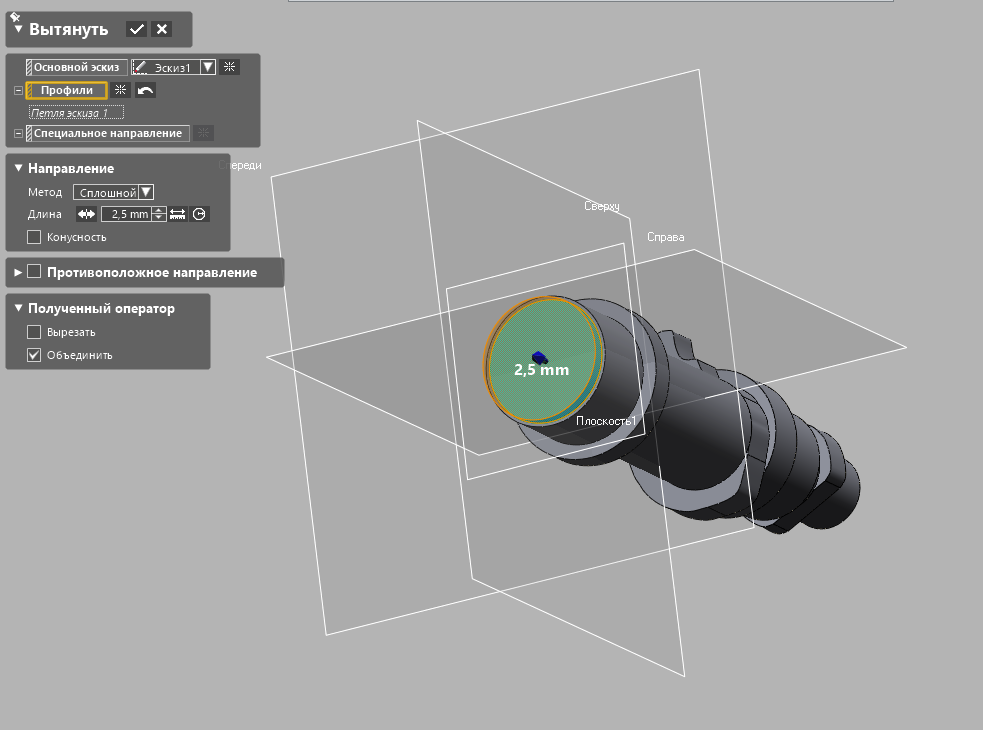 Вытянуть
Основной эскиз Эскиз1
Профили
Петля эскиза 1
Специальное направление
Направление
Метод Сплошной
Длина 2,5 mm
Конусность
Противоположное направление
Полученный оператор
Вырезать
Объединить
Сверху
Справа
2,5 mm
Плоскость1